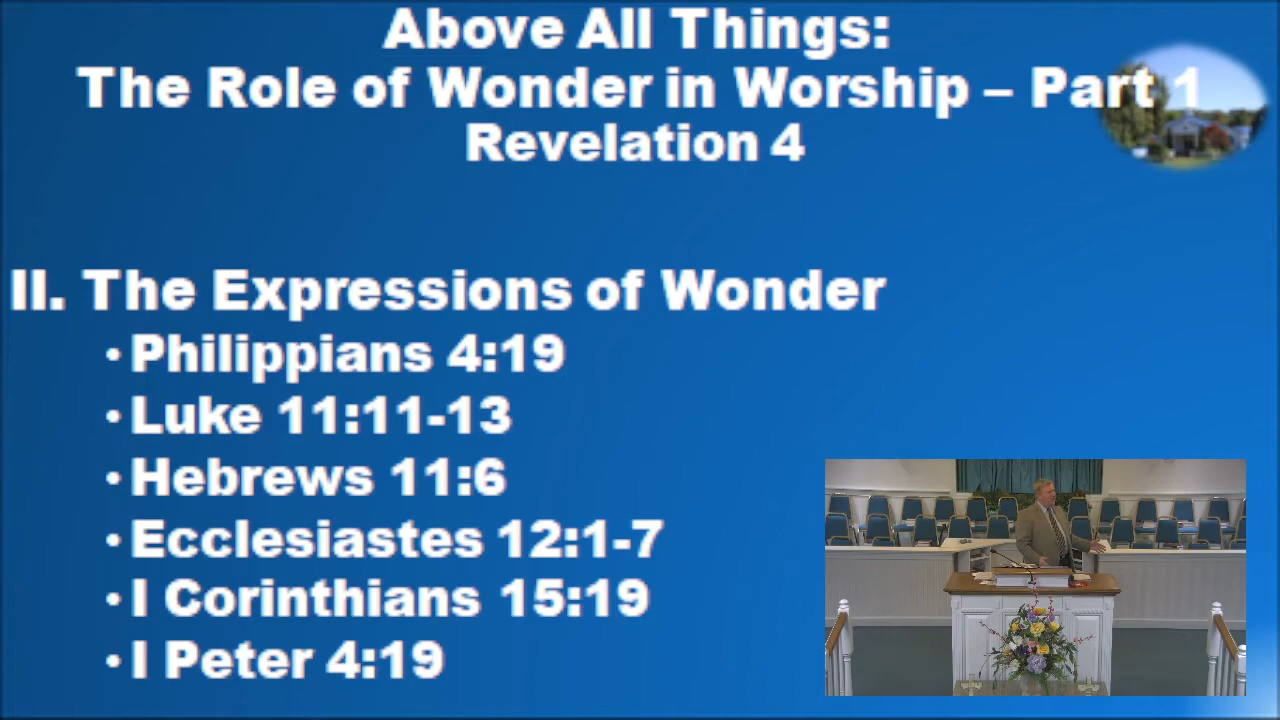 Above All Things:
The Role of Wonder in Worship – Part 1
Revelation 4
II. The Expressions of Wonder
• Philippians 4:19
• Luke 11:11-13
• Hebrews 11:6
• Ecclesiastes 12:1-7
• I Corinthians 15:19
• I Peter 4:19